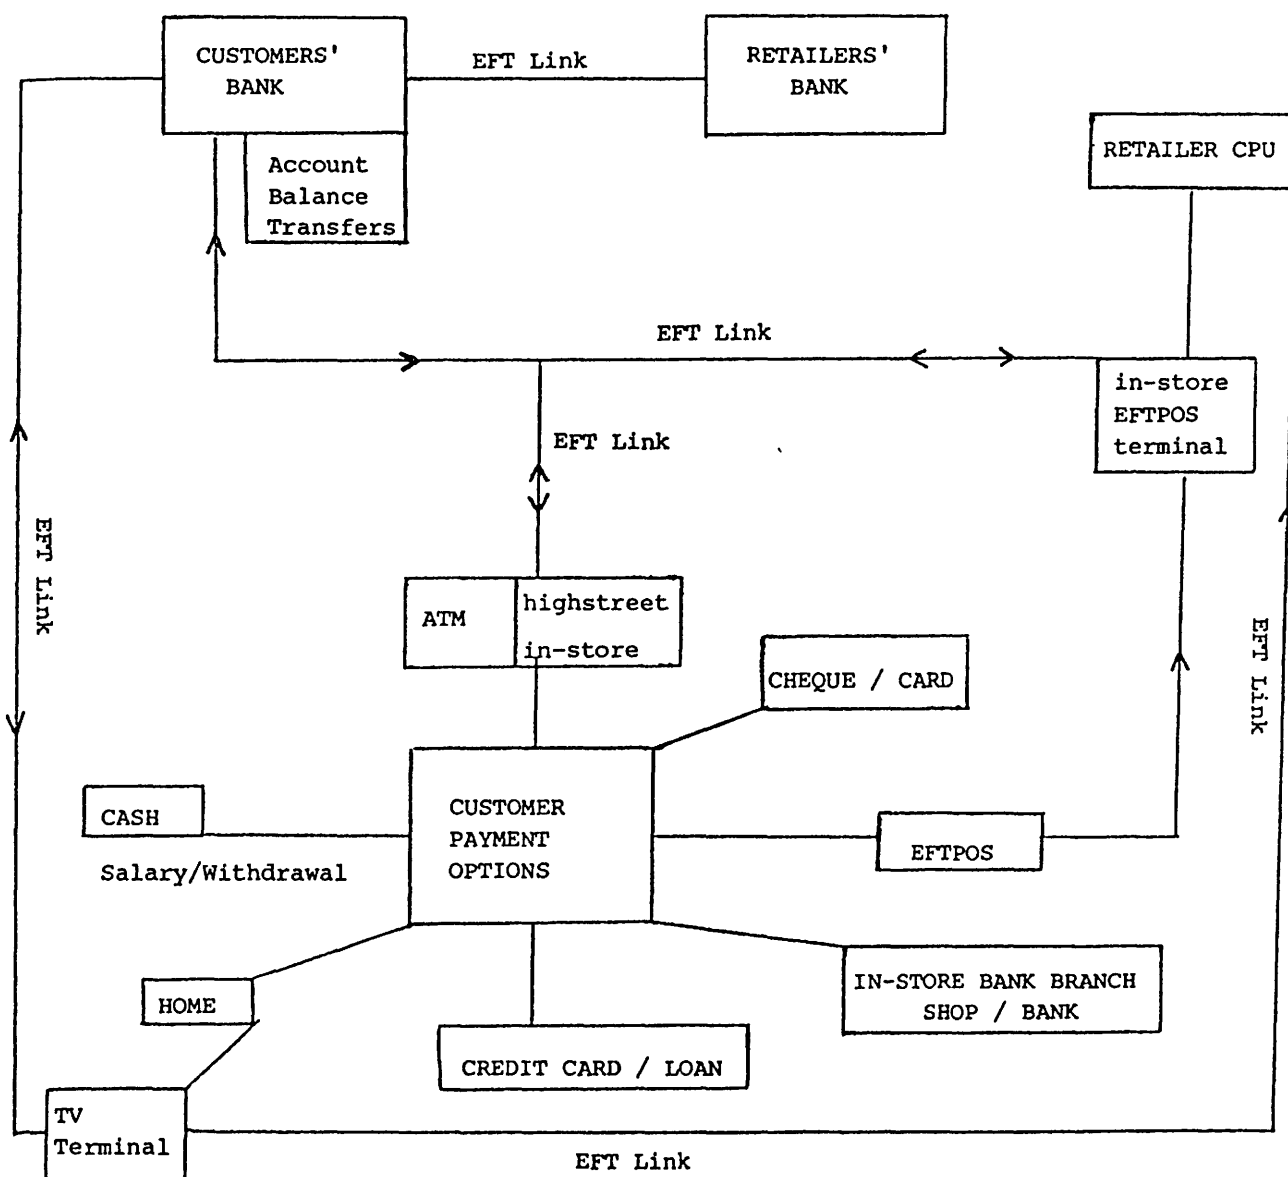 CUSTOMERS'
BANK
EFT Link
RETAILERS'
BANK
Account
Balance
Transfers
RETAILER CPU
EFT Link
in-store
EFTPOS
terminal
EFT Link
EFT Link
ATM
highstreet
in-store
CHEQUE / CARD
EFT Link
CASH
Salary/Withdrawal
CUSTOMER
PAYMENT
OPTIONS
EFTPOS
HOME
IN-STORE BANK BRANCH
SHOP / BANK
CREDIT CARD / LOAN
TV
Terminal
EFT Link